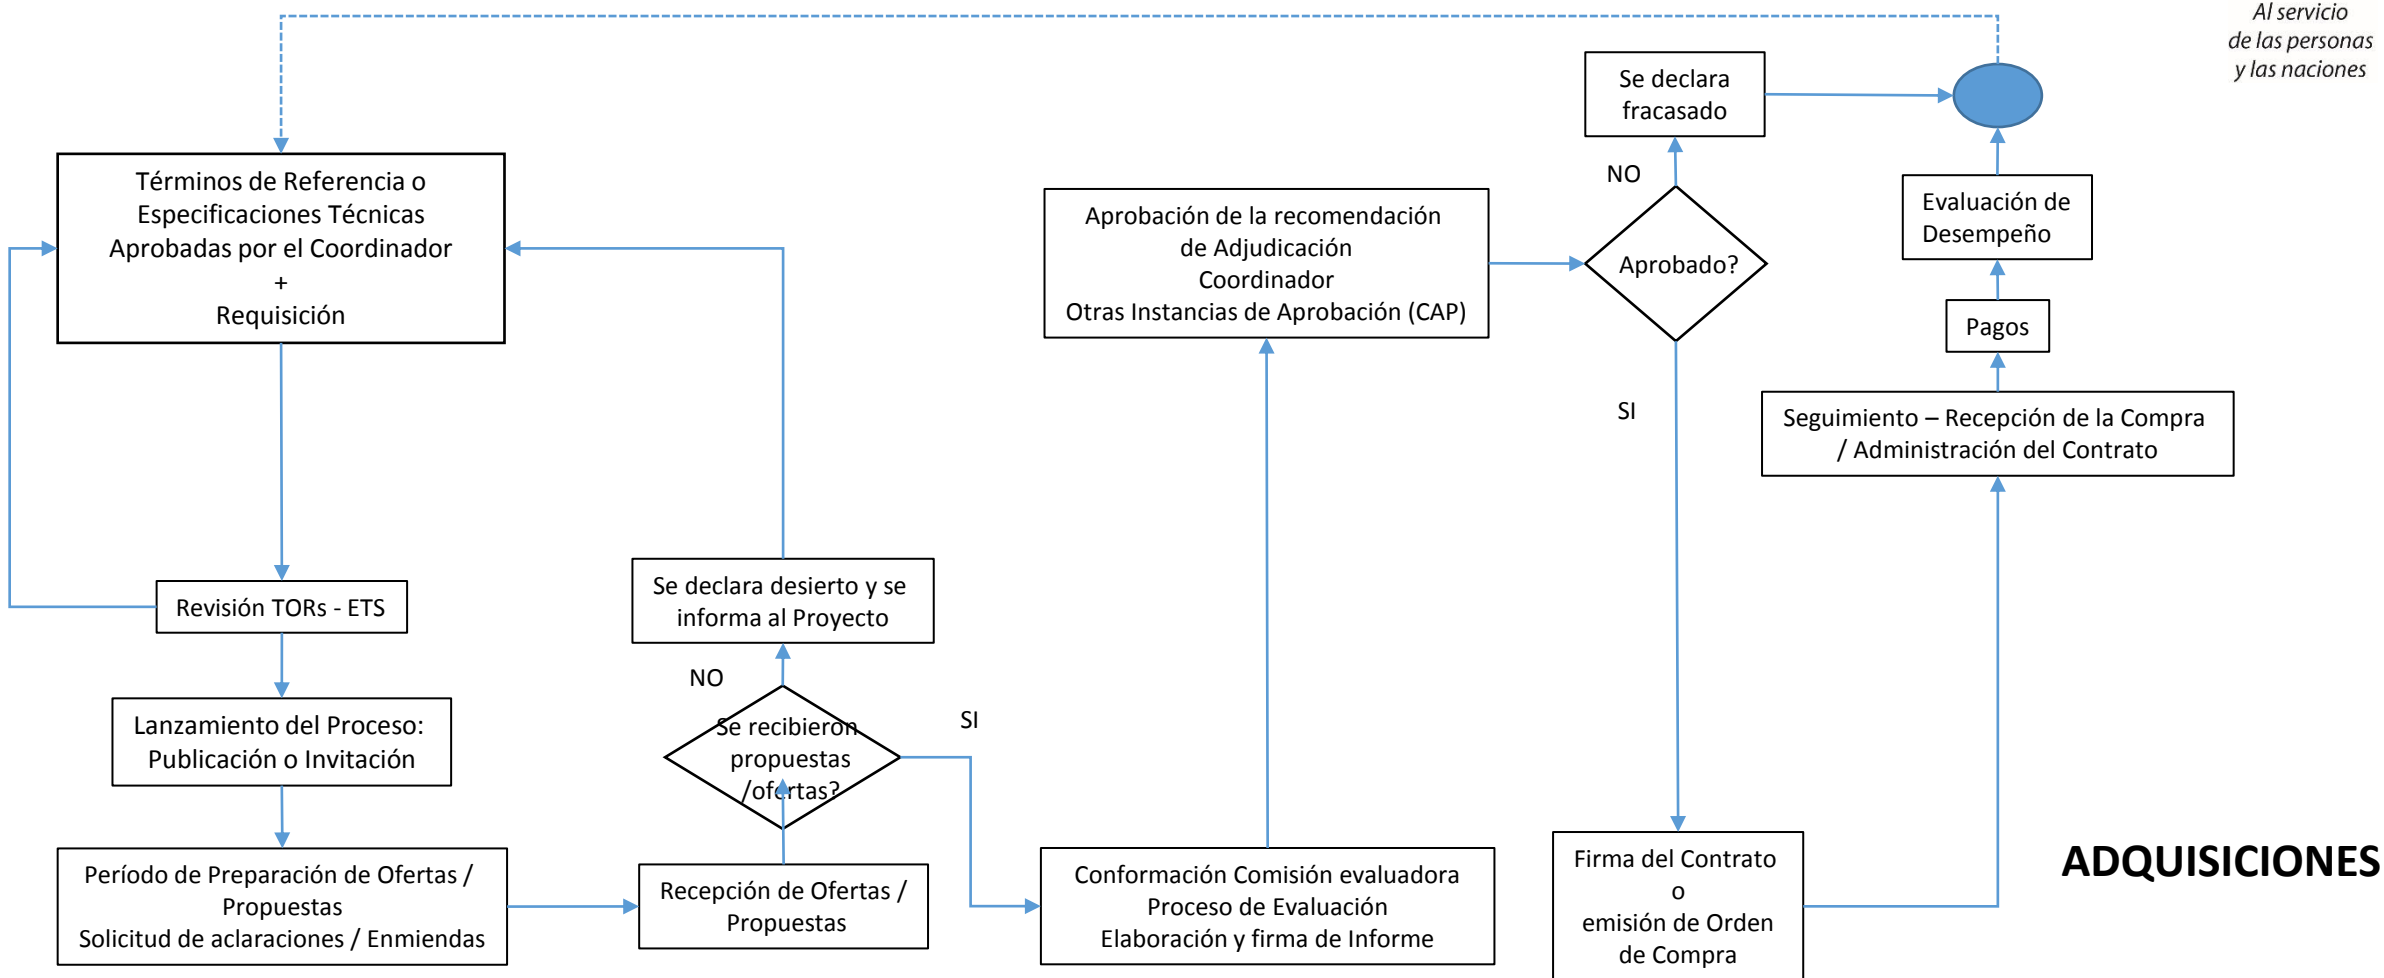 Al servicio
de las personas
y las naciones
Se declara
fracasado
Términos de Referencia o
Especificaciones Técnicas
Aprobadas por el Coordinador
+
Requisición
NO
Aprobación de la recomendación
de Adjudicación
Coordinador
Otras Instancias de Aprobación (CAP)
Aprobado?
Evaluación de
Desempeño
Pagos
SI
Seguimiento – Recepción de la Compra
/ Administración del Contrato
Revisión TORs - ETS
Se declara desierto y se
informa al Proyecto
NO
Lanzamiento del Proceso:
Publicación o Invitación
Se recibieron
propuestas
/ofertas?
SI
Período de Preparación de Ofertas /
Propuestas
Solicitud de aclaraciones / Enmiendas
Recepción de Ofertas /
Propuestas
Conformación Comisión evaluadora
Proceso de Evaluación
Elaboración y firma de Informe
Firma del Contrato
o
emisión de Orden
de Compra
ADQUISICIONES